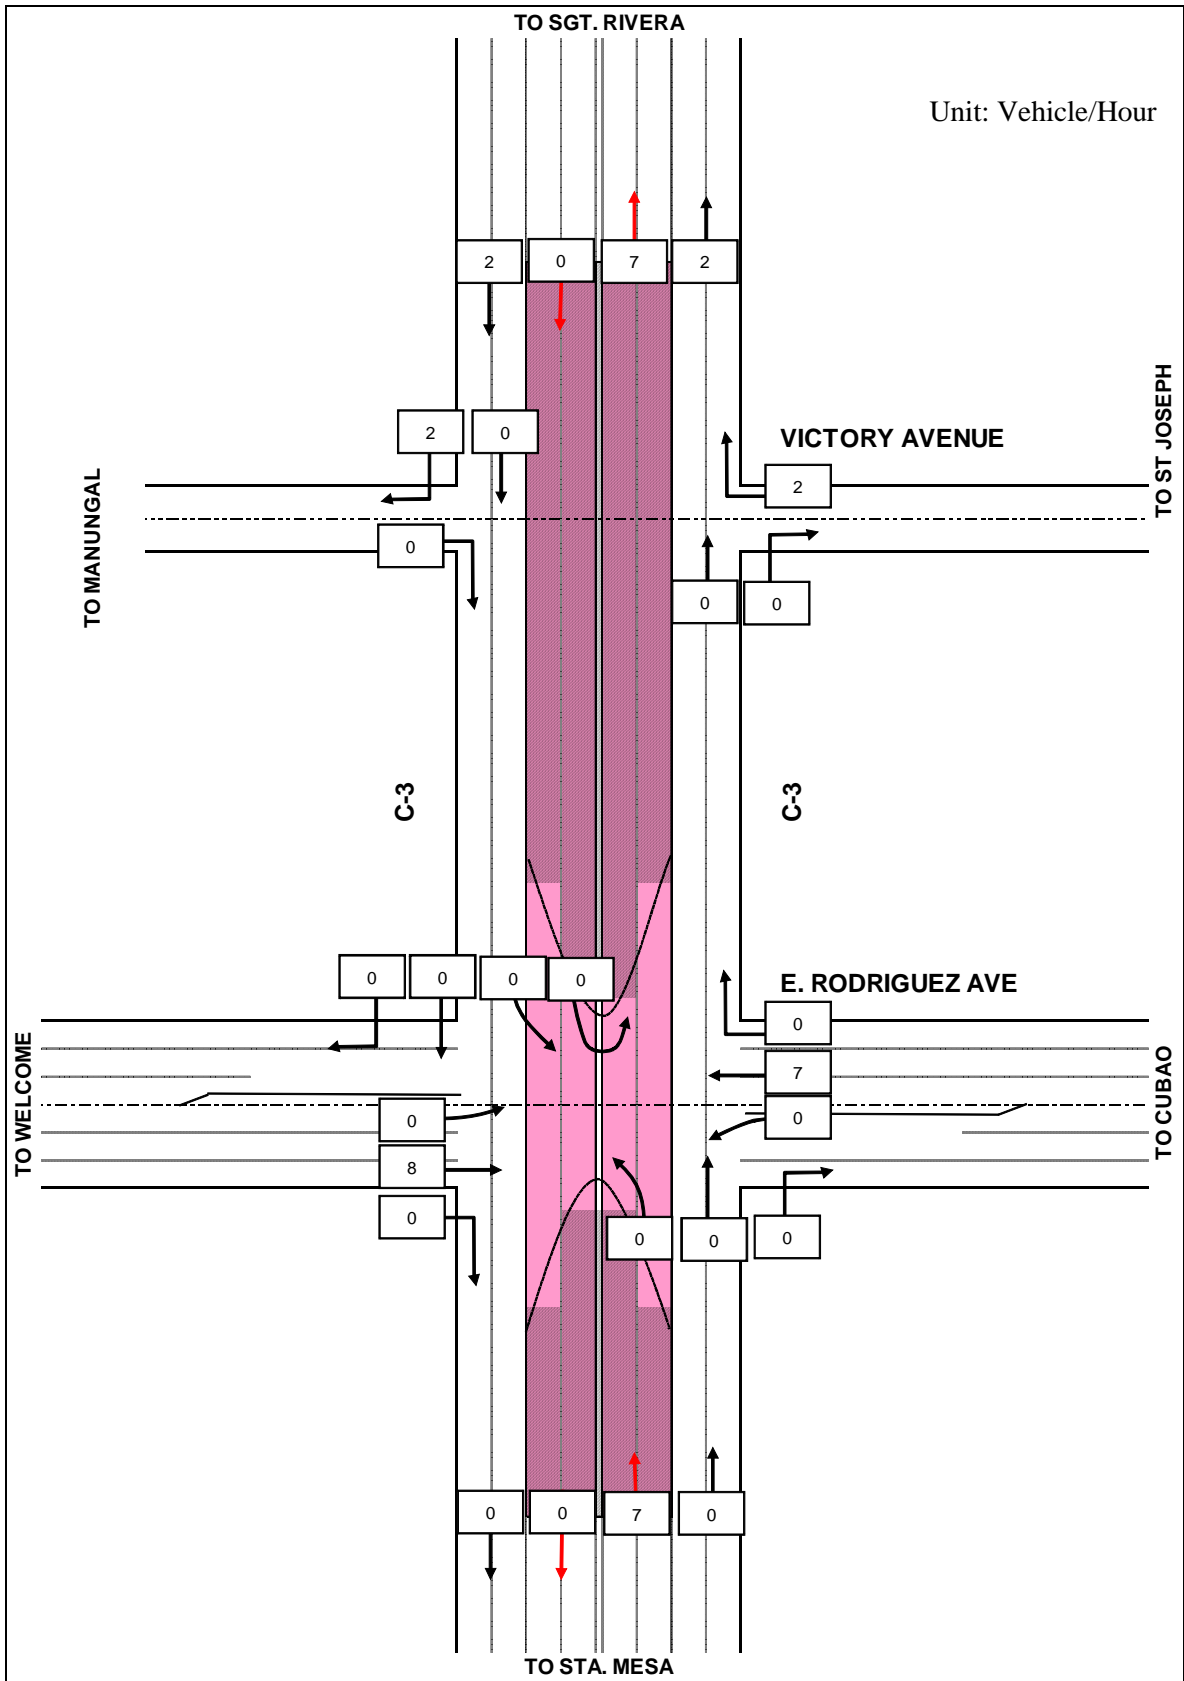 TO SGT. RIVERA
Unit: Vehicle/Hour
2 0 7 2
2 0
VICTORY AVENUE
2
TO ST JOSEPH
TO MANUNGAL
0
0 0
C-3
C-3
0 0 0 0
E. RODRIGUEZ AVE
0
7
0
TO WELCOME
TO CUBAO
0
8
0
0 0 0
0 0 7 0
TO STA. MESA